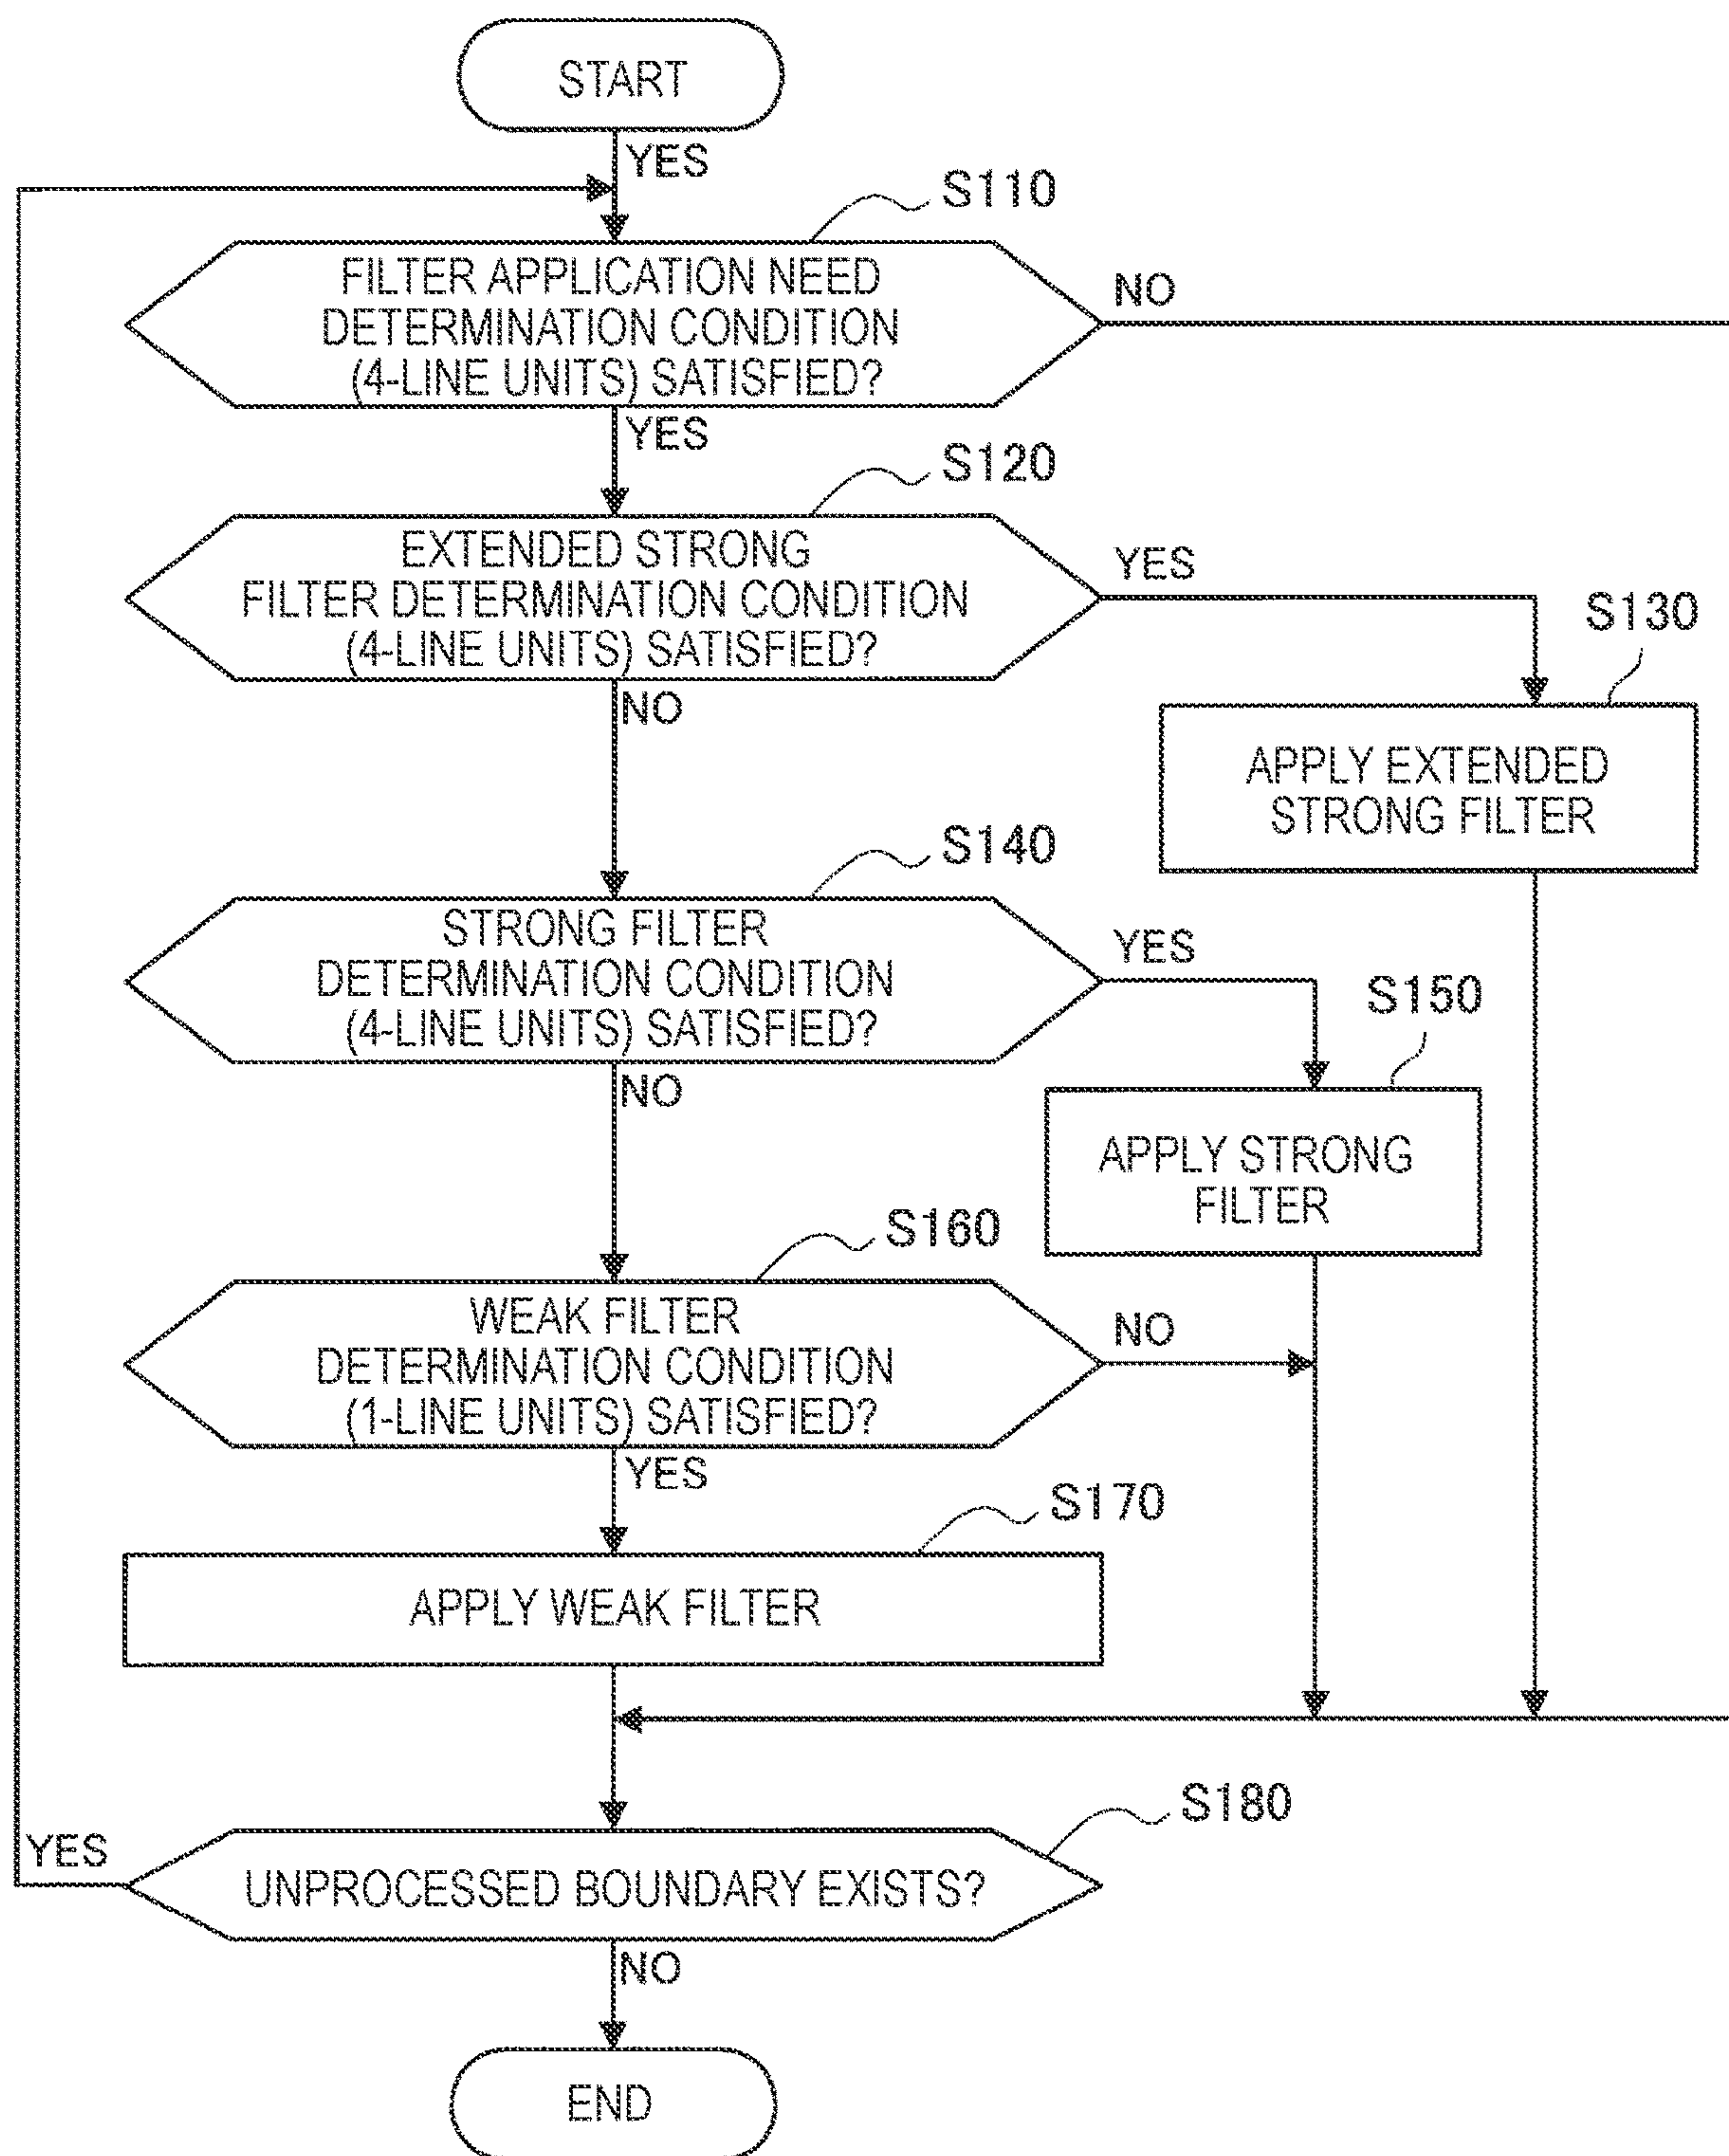 START
YES
S110
FILTER APPLICATION NEED
DETERMINATION CONDITION
(4-LINE UNITS) SATISFIED?
NO
YES
S120
EXTENDED STRONG
FILTER DETERMINATION CONDITION
(4-LINE UNITS) SATISFIED?
YES
NO
S130
APPLY EXTENDED
STRONG FILTER
S140
STRONG FILTER
DETERMINATION CONDITION
(4-LINE UNITS) SATISFIED?
YES
NO
S150
APPLY STRONG
FILTER
S160
WEAK FILTER
DETERMINATION CONDITION
(1-LINE UNITS) SATISFIED?
NO
YES
S170
APPLY WEAK FILTER
S180
UNPROCESSED BOUNDARY EXISTS?
YES
NO
END